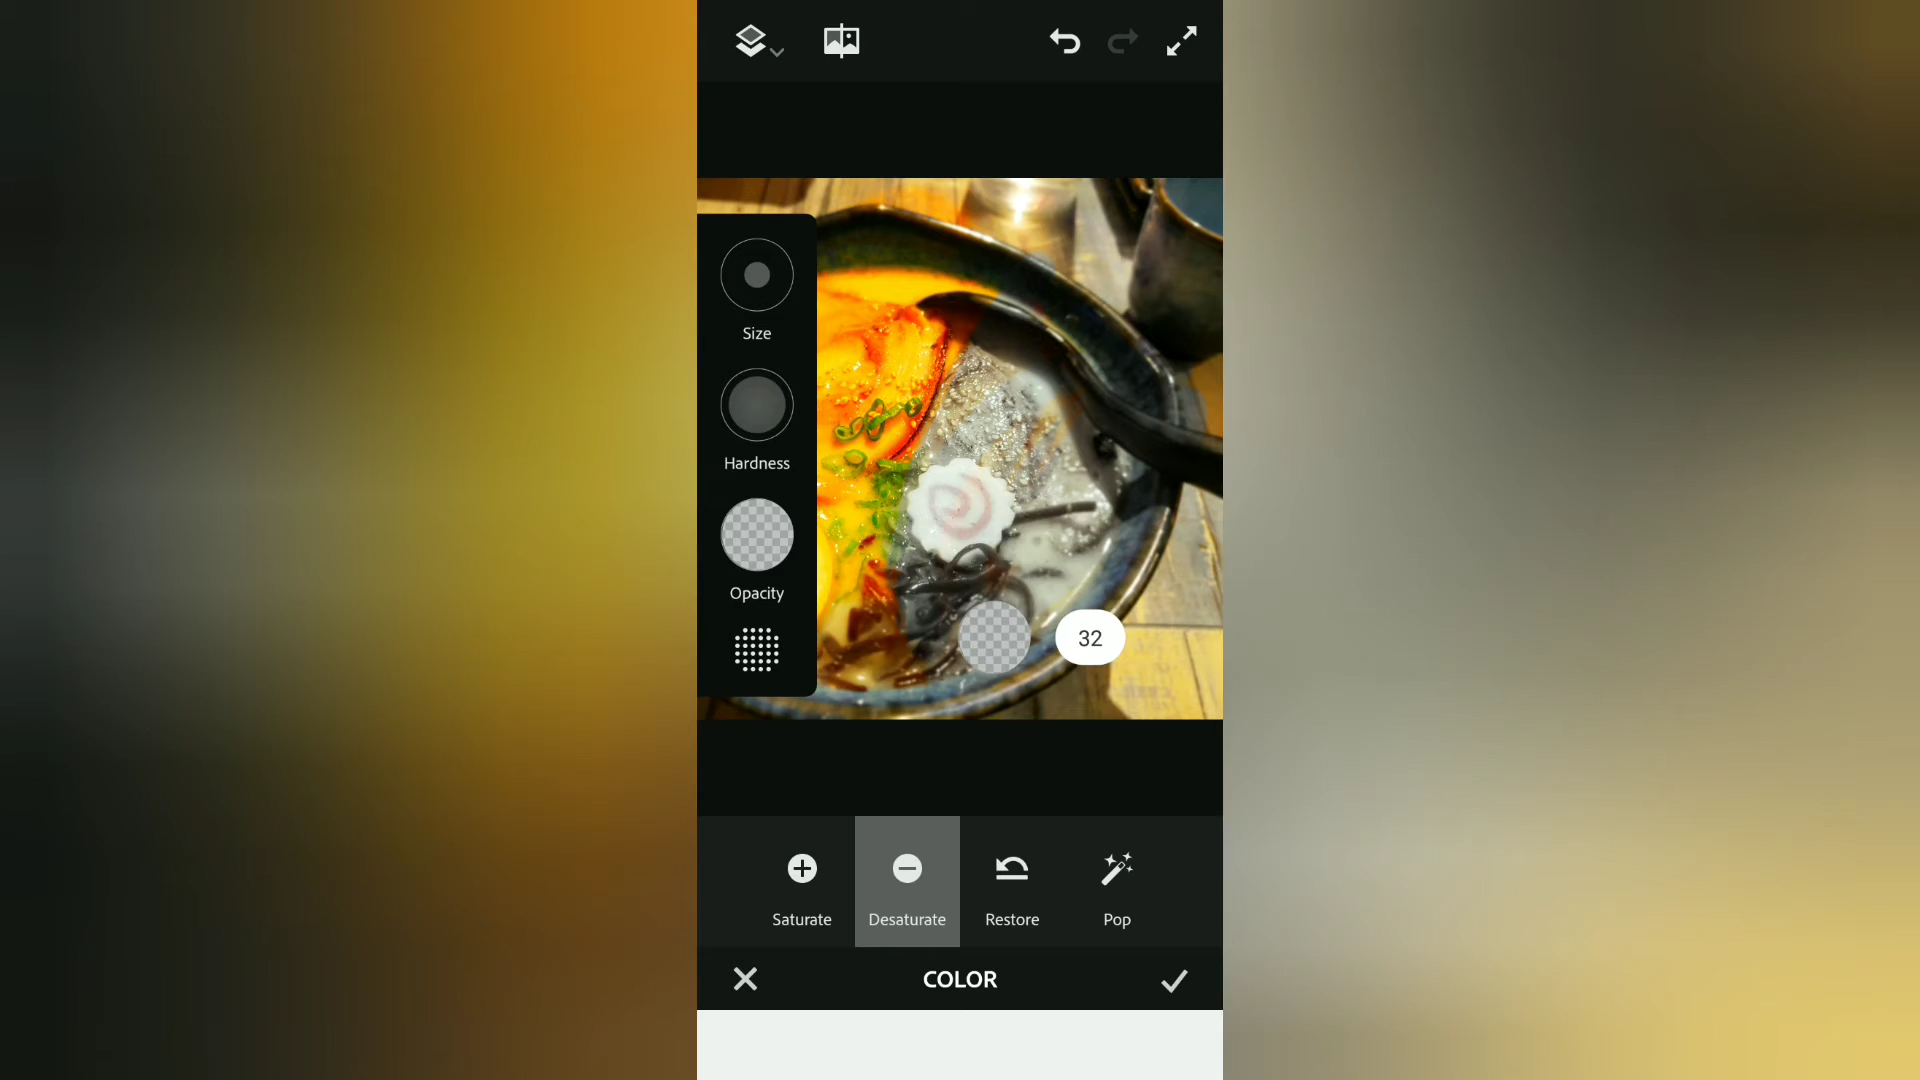 Size
Hardness
Opacity
32
Saturate
Desaturate
Restore
Pop
COLOR